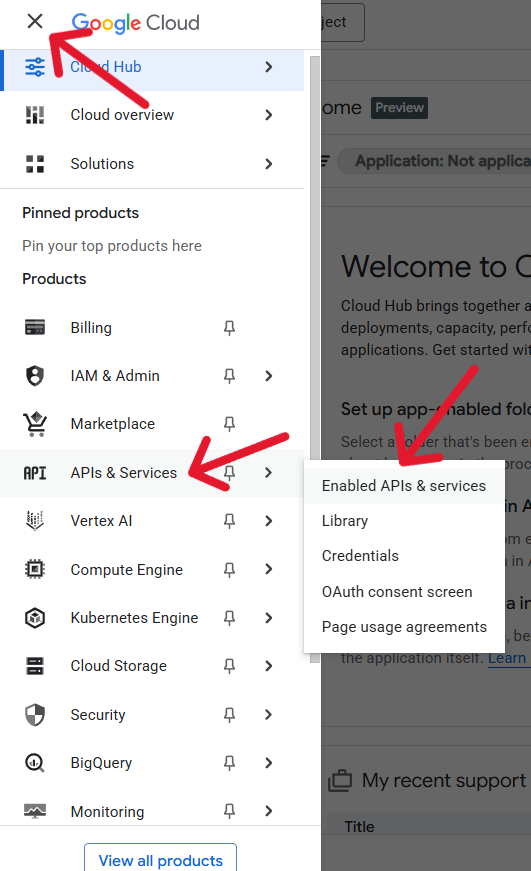 Google Cloud
ject
Cloud Hub
ome Preview
Cloud overview
Application: Not applica
Solutions
Pinned products
Pin your top products here
Products
Welcome to C
Cloud Hub brings together a
deployments, capacity, perfo
applications. Get started wit
Billing
IAM & Admin
Marketplace
Set up app-enabled fold
Select a folder that's been en
API APIs & Services
Enabled APIs & services
Vertex AI
Library
Compute Engine
Credentials
OAuth consent screen
Kubernetes Engine
Page usage agreements
the application itself. Learn
Cloud Storage
Security
BigQuery
My recent support
Monitoring
Title
View all products